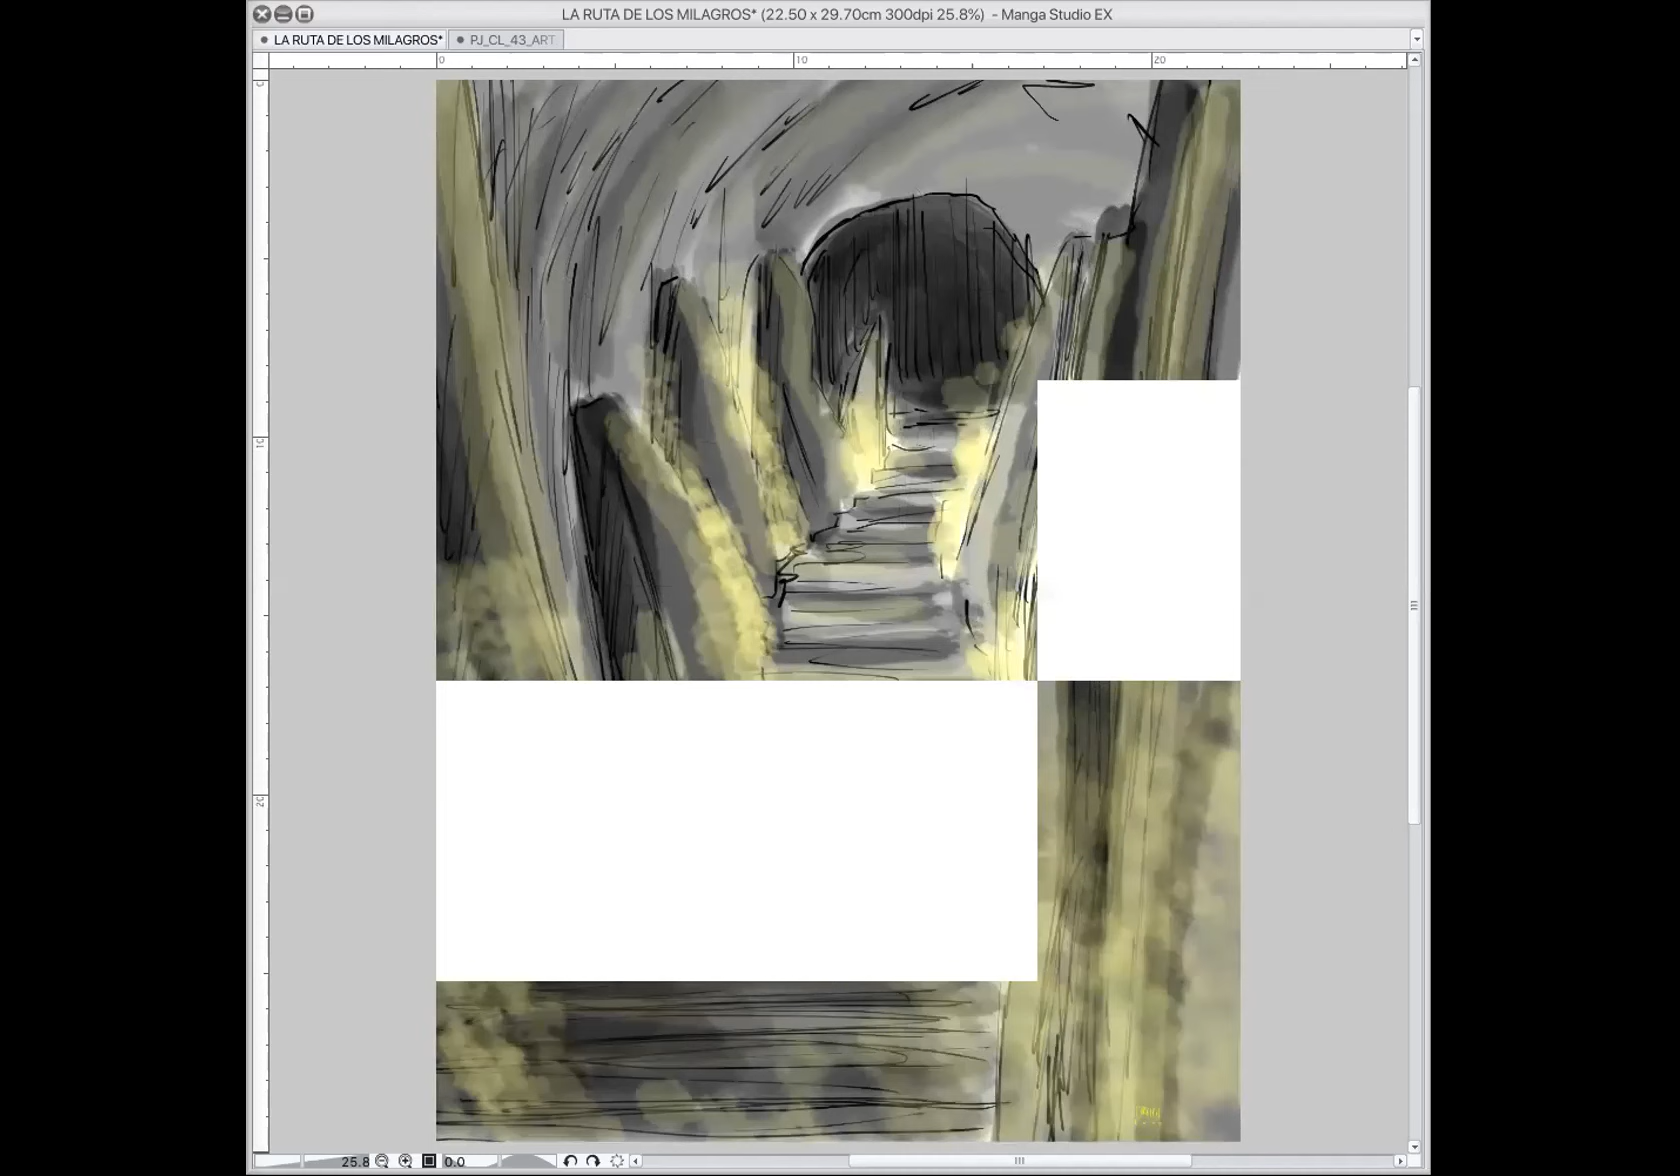 LA RUTA DE LOS MILAGROS* (22.50 x 29.70cm 300dpi 25.8%) - Manga Studio EX
LA RUTA DE LOS MILAGROS* PJ_CL_43_ART
0 10 20
0
10
20
25.8 0.0